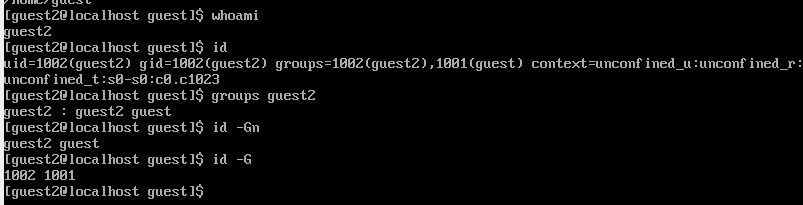 /home/guest
[guest2@localhost guest]$ whoami
guest2
[guest2@localhost guest]$ id
uid=1002(guest2) gid=1002(guest2) groups=1002(guest2),1001(guest) context=unconfined_u:unconfined_r:
unconfined_t:s0-s0:c0.c1023
[guest2@localhost guest]$ groups guest2
guest2 : guest2 guest
[guest2@localhost guest]$ id -Gn
guest2 guest
[guest2@localhost guest]$ id -G
1002 1001
[guest2@localhost guest]$